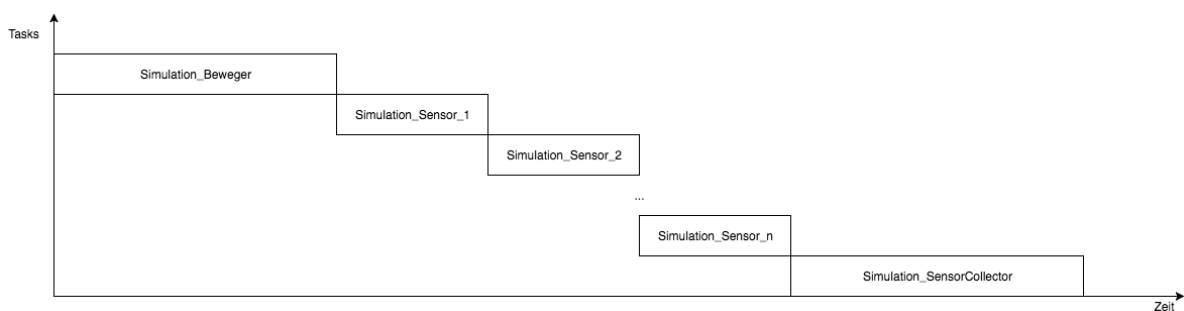 Tasks
Simulation_Beweger
Simulation_Sensor_1
Simulation_Sensor_2
...
Simulation_Sensor_n
Simulation_SensorCollector
Zeit